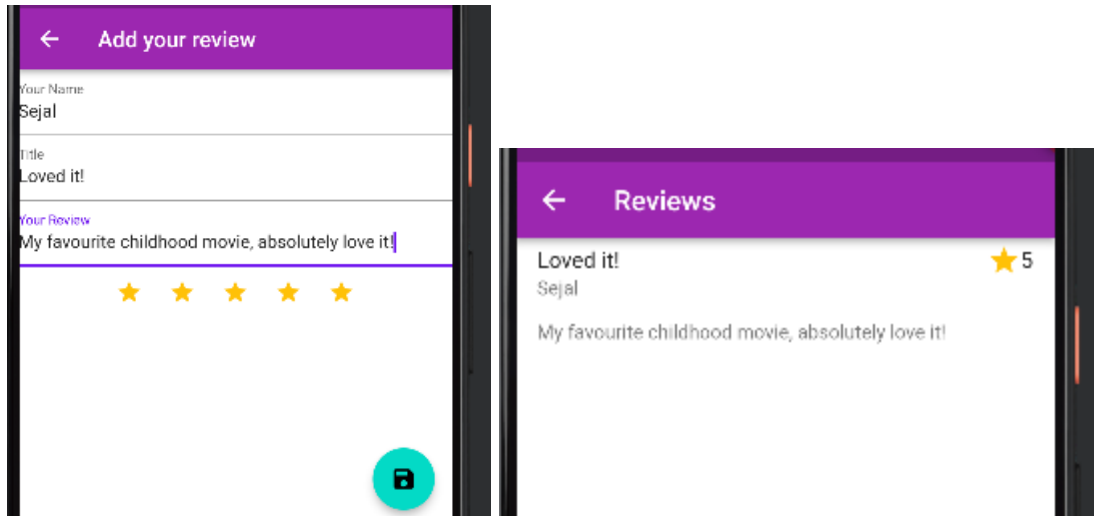 Add your review
Your Name
Sejal
Title
Loved it!
Your Review
My favourite childhood movie, absolutely love it!
Reviews
Loved it!
5
Sejal
My favourite childhood movie, absolutely love it!